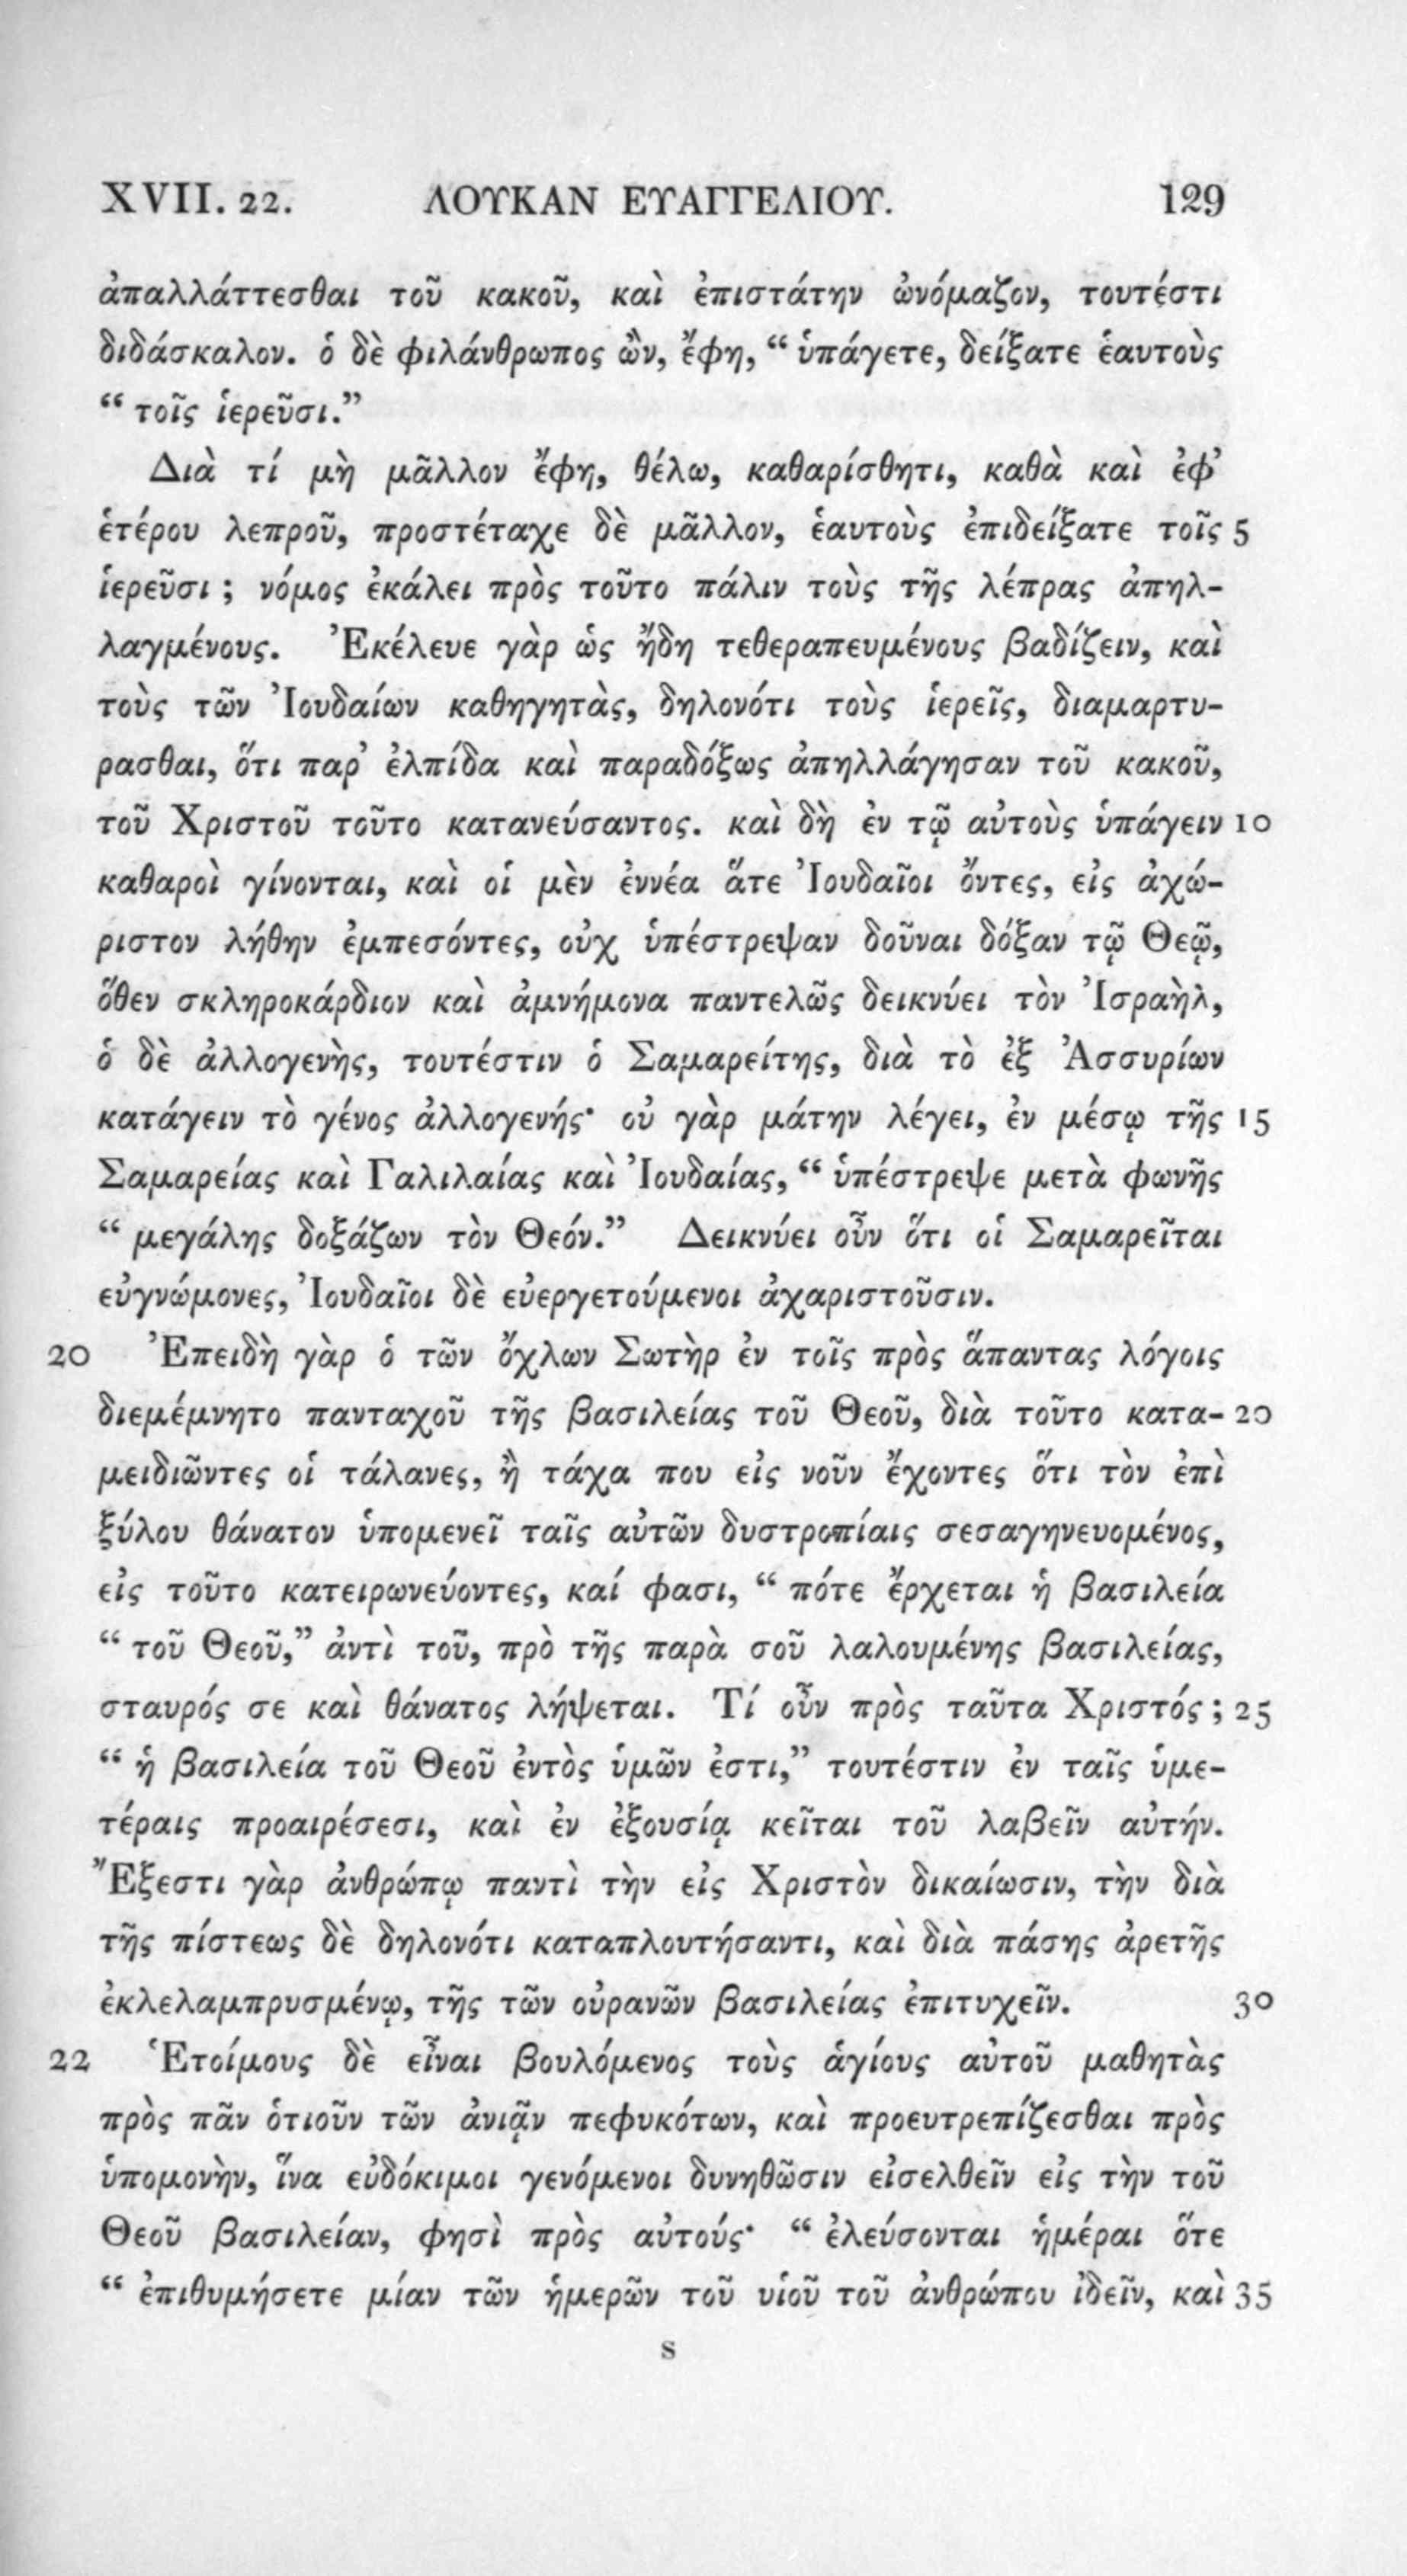 XVII. 22. ΛΟΥΚΑΝ ΕΥΑΓΓΕΛΙΟΥ. 129
ἀπαλλάττεσθαι τοῦ κακοῦ, καὶ ἐπιστάτην ὠνόμαζον, τουτέστι
διδάσκαλον. ὁ δὲ φιλάνθρωπος ὢν, ἔφη, “ ὑπάγετε, δείξατε ἑαυτοὺς
“ τοῖς ἱερεῦσι.”
Διὰ τί μὴ μᾶλλον ἔφη, θέλω, καθαρίσθητι, καθὰ καὶ ἐφ’
ἑτέρου λεπροῦ, προστέταχε δὲ μᾶλλον, ἑαυτοὺς ἐπιδείξατε τοῖς 5
ἱερεῦσι ; νόμος ἐκάλει πρὸς τοῦτο πάλιν τοὺς τῆς λέπρας ἀπηλ-
λαγμένους. Ἐκέλευε γὰρ ὡς ἤδη τεθεραπευμένους βαδίζειν, καὶ
τοὺς τῶν Ἰουδαίων καθηγητὰς, δηλονότι τοὺς ἱερεῖς, διαμαρτυ-
ρασθαι, ὅτι παρ’ ἐλπίδα καὶ παραδόξως ἀπηλλάγησαν τοῦ κακοῦ,
τοῦ Χριστοῦ τοῦτο κατανεύσαντος. καὶ δὴ ἐν τῷ αὐτοὺς ὑπάγειν 10
καθαροὶ γίνονται, καὶ οἱ μὲν ἐννέα ἅτε Ἰουδαῖοι ὄντες, εἰς ἀχώ-
ριστον λήθην ἐμπεσόντες, οὐχ ὑπέστρεψαν δοῦναι δόξαν τῷ Θεῷ,
ὅθεν σκληροκάρδιον καὶ ἀμνήμονα παντελῶς δεικνύει τὸν Ἰσραὴλ,
ὁ δὲ ἀλλογενὴς, τουτέστιν ὁ Σαμαρείτης, διὰ τὸ ἐξ Ἀσσυρίων
κατάγειν τὸ γένος ἀλλογενής· οὐ γὰρ μάτην λέγει, ἐν μέσῳ τῆς 15
Σαμαρείας καὶ Γαλιλαίας καὶ Ἰουδαίας, “ ὑπέστρεψε μετὰ φωνῆς
“ μεγάλης δοξάζων τὸν Θεόν.” Δεικνύει οὖν ὅτι οἱ Σαμαρεῖται
εὐγνώμονες, Ἰουδαῖοι δὲ εὐεργετούμενοι ἀχαριστοῦσιν.
20 Ἐπειδὴ γὰρ ὁ τῶν ὄχλων Σωτὴρ ἐν τοῖς πρὸς ἅπαντας λόγοις
διεμέμνητο πανταχοῦ τῆς βασιλείας τοῦ Θεοῦ, διὰ τοῦτο κατα- 20
μειδιῶντες οἱ τάλανες, ἢ τάχα που εἰς νοῦν ἔχοντες ὅτι τὸν ἐπὶ
ξύλου θάνατον ὑπομενεῖ ταῖς αὐτῶν δυστροπίαις σεσαγηνευομένος,
εἰς τοῦτο κατειρωνεύοντες, καί φασι, “ πότε ἔρχεται ἡ βασιλεία
“ τοῦ Θεοῦ,” ἀντὶ τοῦ, πρὸ τῆς παρὰ σοῦ λαλουμένης βασιλείας,
σταυρός σε καὶ θάνατος λήψεται. Τί οὖν πρὸς ταῦτα Χριστός ; 25
“ ἡ βασιλεία τοῦ Θεοῦ ἐντὸς ὑμῶν ἐστι,” τουτέστιν ἐν ταῖς ὑμε-
τέραις προαιρέσεσι, καὶ ἐν ἐξουσίᾳ κεῖται τοῦ λαβεῖν αὐτήν.
Ἔξεστι γὰρ ἀνθρώπῳ παντὶ τὴν εἰς Χριστὸν δικαίωσιν, τὴν διὰ
τῆς πίστεως δὲ δηλονότι καταπλουτήσαντι, καὶ διὰ πάσης ἀρετῆς
ἐκλελαμπρυσμένῳ, τῆς τῶν οὐρανῶν βασιλείας ἐπιτυχεῖν. 30
22 Ἑτοίμους δὲ εἶναι βουλόμενος τοὺς ἁγίους αὐτοῦ μαθητὰς
πρὸς πᾶν ὁτιοῦν τῶν ἀνιᾷν πεφυκότων, καὶ προευτρεπίζεσθαι πρὸς
ὑπομονὴν, ἵνα εὐδόκιμοι γενόμενοι δυνηθῶσιν εἰσελθεῖν εἰς τὴν τοῦ
Θεοῦ βασιλείαν, φησὶ πρὸς αὐτούς· “ ἐλεύσονται ἡμέραι ὅτε
“ ἐπιθυμήσετε μίαν τῶν ἡμερῶν τοῦ υἱοῦ τοῦ ἀνθρώπου ἰδεῖν, καὶ 35
s